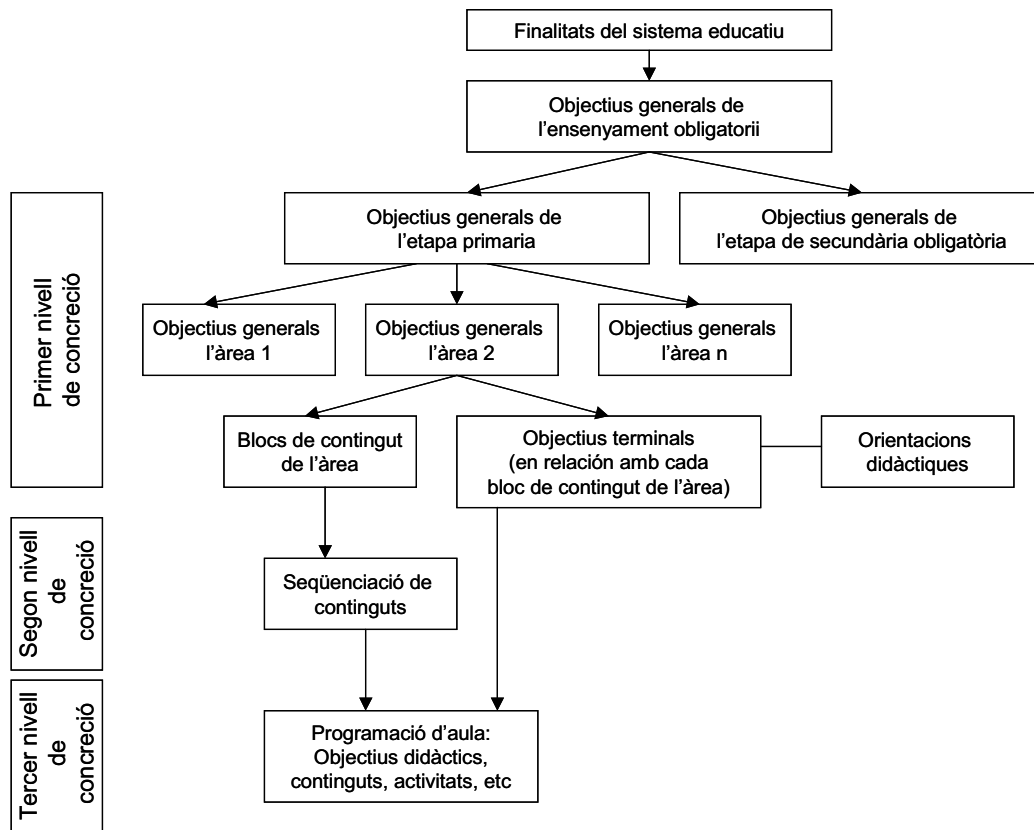 Finalitats del sistema educatiu
Objectius generals de
l'ensenyament obligatorii
Primer nivell
de concreció
Objectius generals de
l'etapa primaria
Objectius generals de
l'etapa de secundària obligatòria
Objectius generals
l'àrea 1
Objectius generals
l'àrea 2
Objectius generals
l'àrea n
Blocs de contingut
de l'àrea
Objectius terminals
(en relación amb cada
bloc de contingut de l'àrea)
Orientacions
didàctiques
Segon nivell
de
concreció
Seqüenciació de
continguts
Tercer nivell
de
concreció
Programació d'aula:
Objectius didàctics,
continguts, activitats, etc